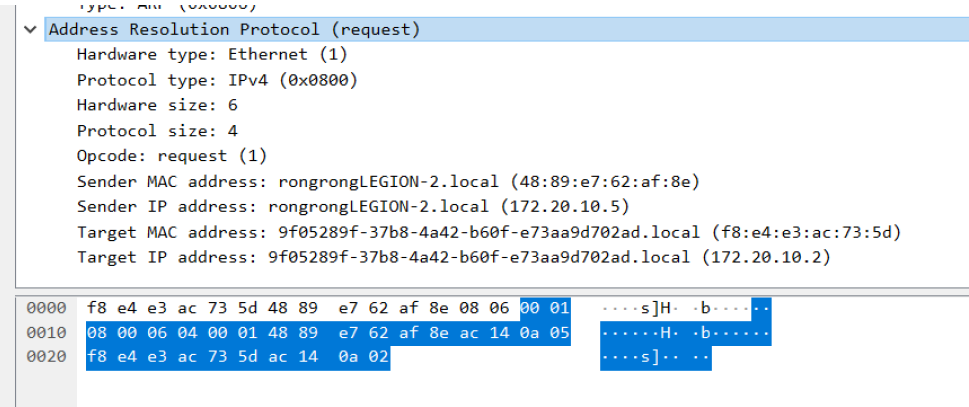 Type: ARP (0x0806)
Address Resolution Protocol (request)
Hardware type: Ethernet (1)
Protocol type: IPv4 (0x0800)
Hardware size: 6
Protocol size: 4
Opcode: request (1)
Sender MAC address: rongrongLEGION-2.local (48:89:e7:62:af:8e)
Sender IP address: rongrongLEGION-2.local (172.20.10.5)
Target MAC address: 9f05289f-37b8-4a42-b60f-e73aa9d702ad.local (f8:e4:e3:ac:73:5d)
Target IP address: 9f05289f-37b8-4a42-b60f-e73aa9d702ad.local (172.20.10.2)
0000 f8 e4 e3 ac 73 5d 48 89 e7 62 af 8e 08 06 00 01 ····s]H· ·b······
0010 08 00 06 04 00 01 48 89 e7 62 af 8e ac 14 0a 05 ······H· ·b······
0020 f8 e4 e3 ac 73 5d ac 14 0a 02 ····s]·· ··